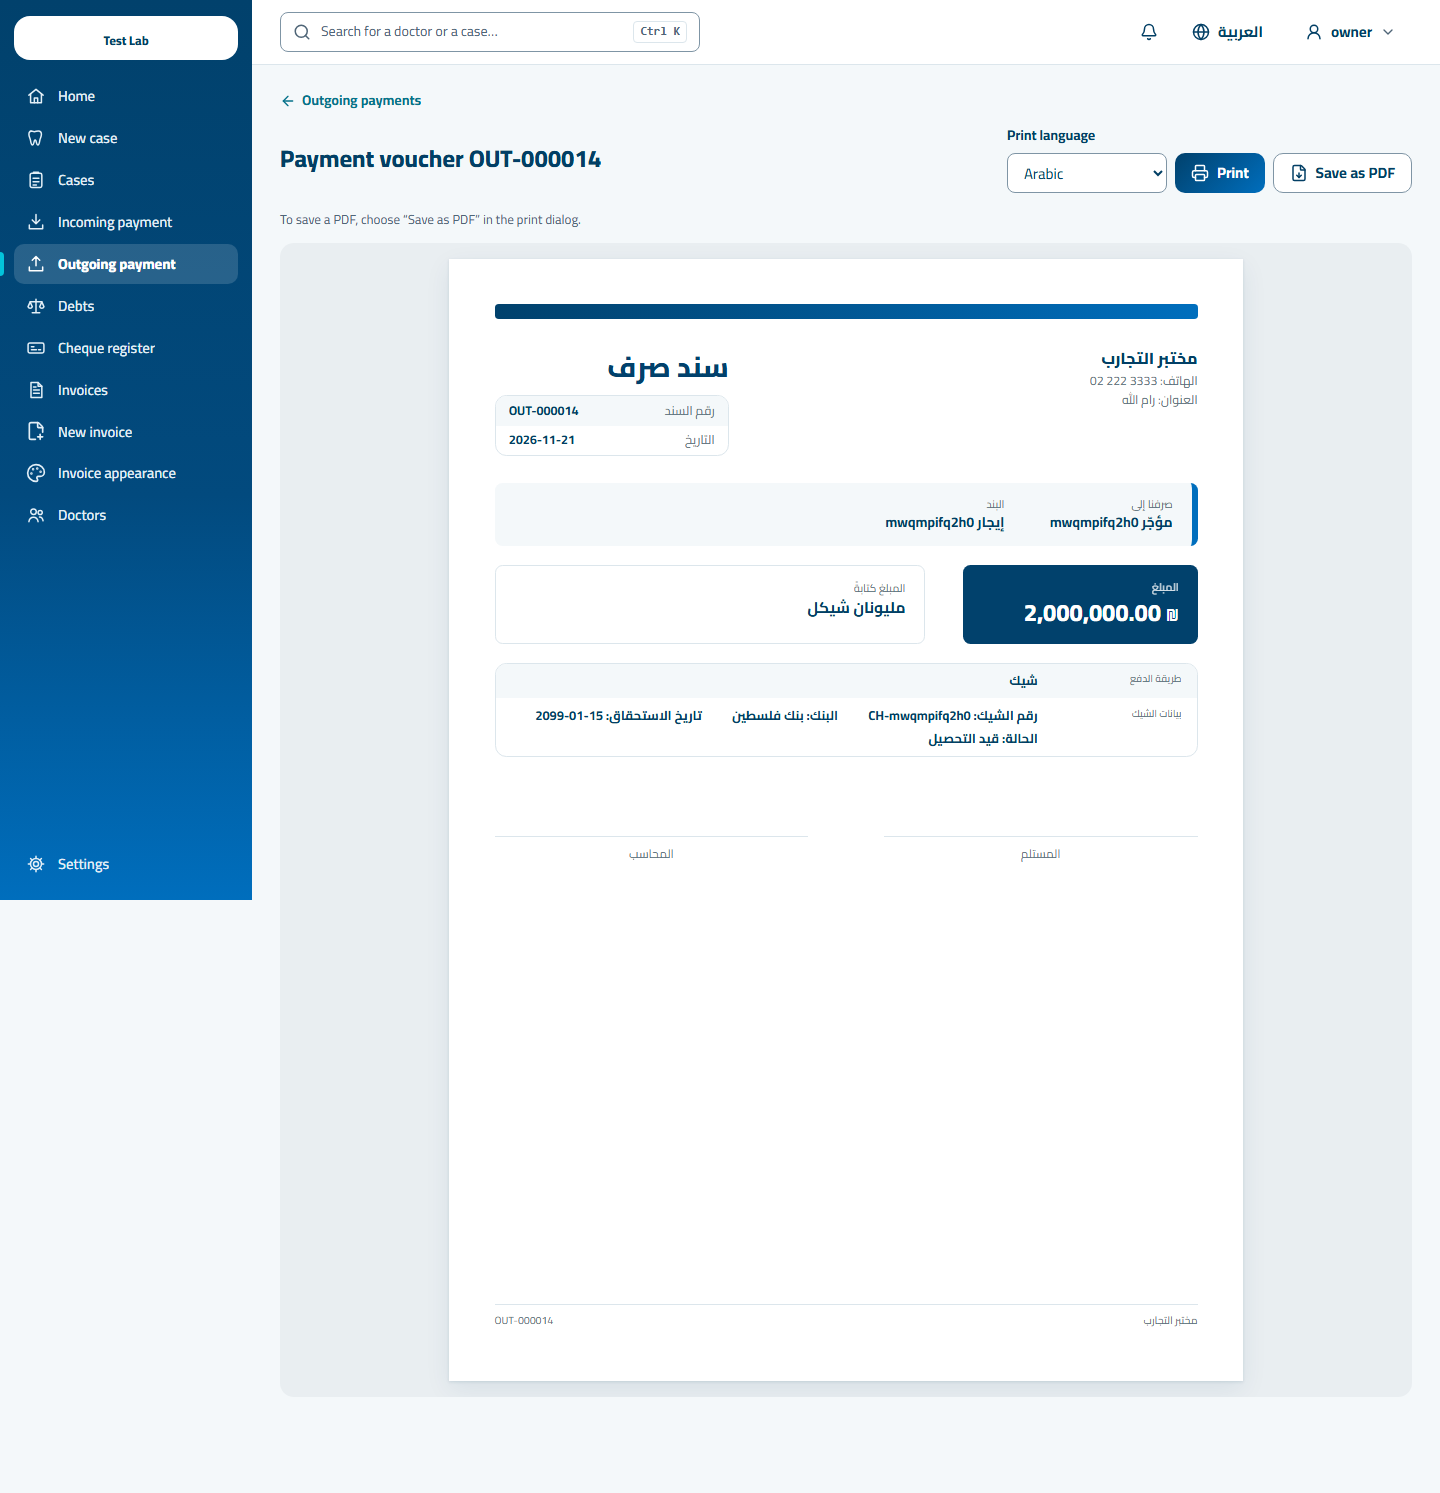 Test Lab
Home
New case
Cases
Incoming payment
Outgoing payment
Debts
Cheque register
Invoices
New invoice
Invoice appearance
Doctors
Settings
Search for a doctor or a case...
Ctrl K
العربية
owner
Outgoing payments
Payment voucher OUT-000014
Print language
Arabic
Print
Save as PDF
To save a PDF, choose “Save as PDF” in the print dialog.
مختبر التجارب
الهاتف: 02 222 3333
العنوان: رام الله
سند صرف
رقم السند OUT-000014
التاريخ 2026-11-21
صرفنا إلى
مؤجّر mwqmpifq2h0
البند
إيجار mwqmpifq2h0
المبلغ
₪ 2,000,000.00
المبلغ كتابةً
مليونان شيكل
طريقة الدفع شيك
بيانات الشيك رقم الشيك: CH-mwqmpifq2h0 البنك: بنك فلسطين تاريخ الاستحقاق: 2099-01-15
الحالة: قيد التحصيل
المستلم
المحاسب
مختبر التجارب
OUT-000014